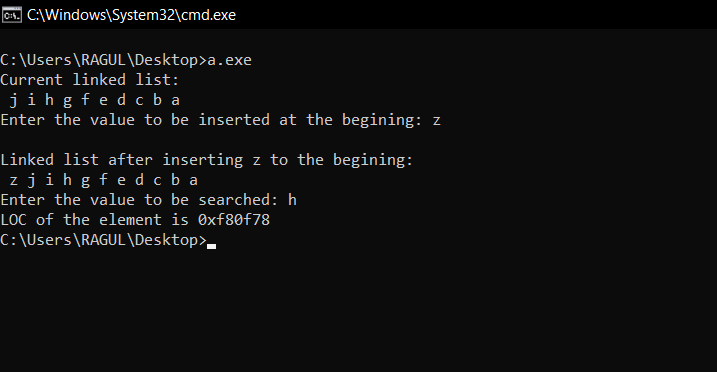 C:\Windows\System32\cmd.exe
C:\Users\RAGUL\Desktop>a.exe
Current linked list:
j i h g f e d c b a
Enter the value to be inserted at the begining: z
Linked list after inserting z to the begining:
z j i h g f e d c b a
Enter the value to be searched: h
LOC of the element is 0xf80f78
C:\Users\RAGUL\Desktop>